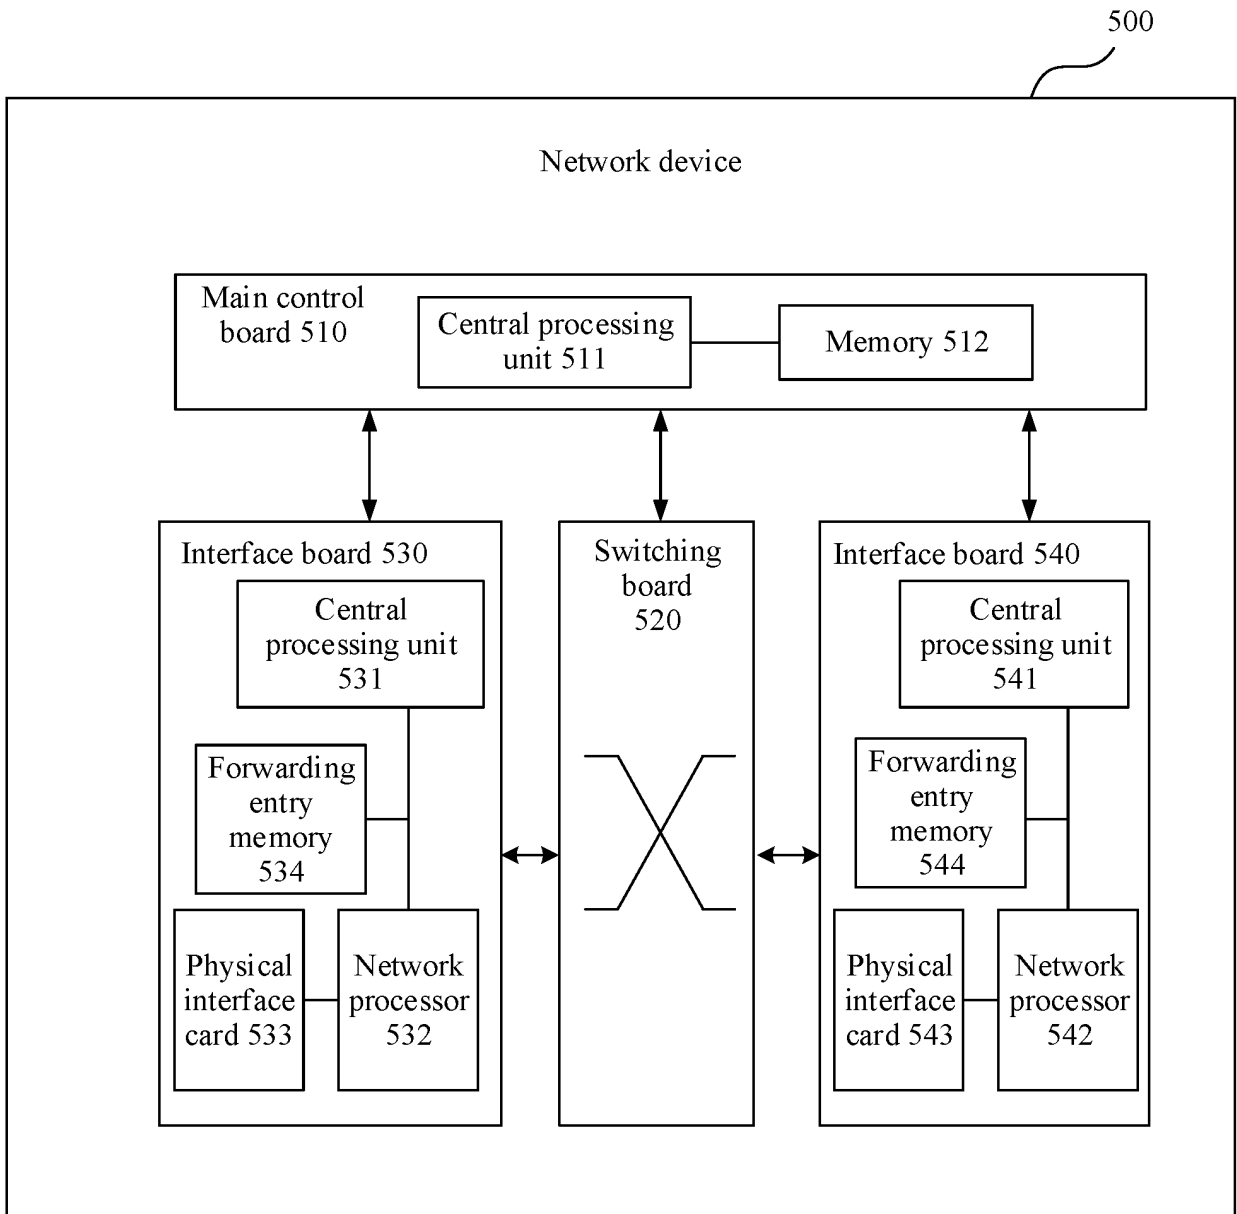 500
Network device
Main control
board 510
Central processing
unit 511
Memory 512
Interface board 530
Central
processing unit
531
Forwarding
entry
memory
534
Physical
interface
card 533
Network
processor
532
Switching
board
520
Interface board 540
Central
processing unit
541
Forwarding
entry
memory
544
Physical
interface
card 543
Network
processor
542